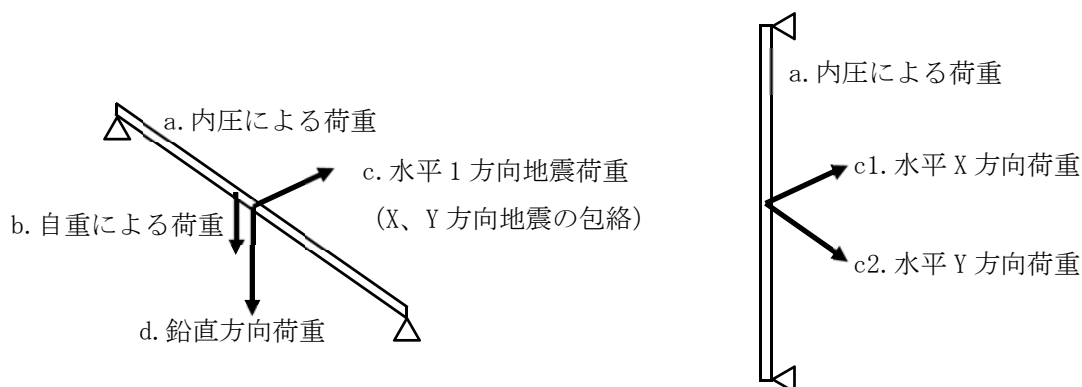 a.内圧による荷重
c.水平1方向地震荷重
(X、Y方向地震の包絡)
b.自重による荷重
d.鉛直方向荷重
a.内圧による荷重
c1.水平X方向荷重
c2.水平Y方向荷重